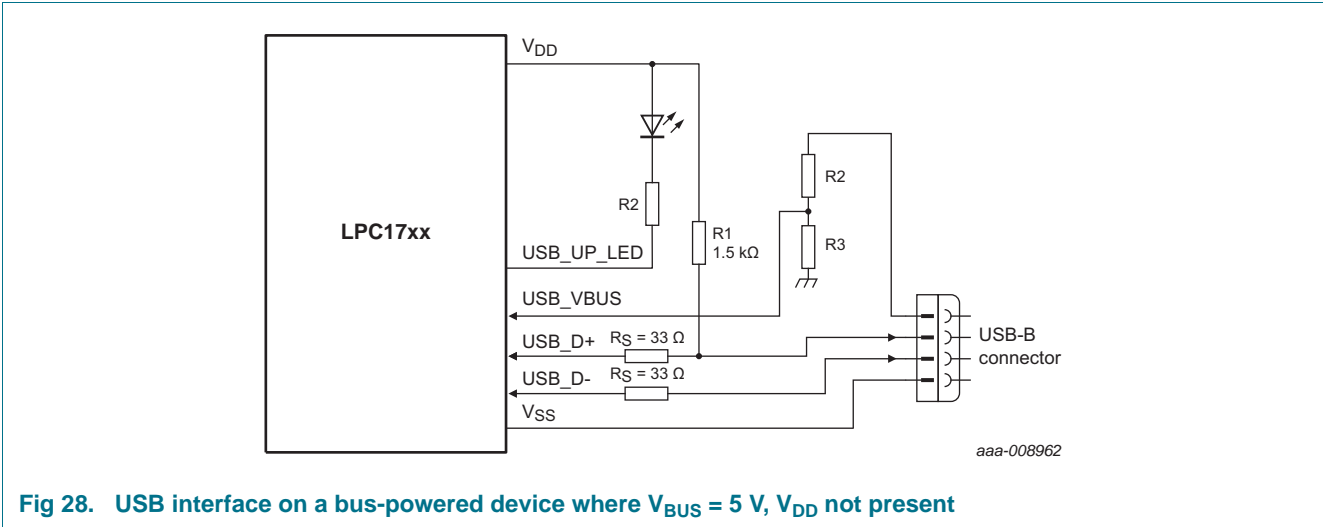 VDD
R2
R2
R1
1.5 kΩ
R3
LPC17xx
USB_UP_LED
USB_VBUS
USB_D+
RS = 33 Ω
USB-B
connector
USB_D-
RS = 33 Ω
VSS
aaa-008962
Fig 28. USB interface on a bus-powered device where VBUS = 5 V, VDD not present